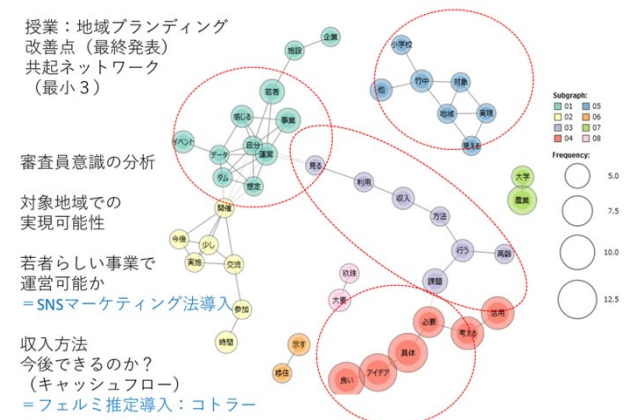 授業：地域ブランディング
改善点（最終発表）
共起ネットワーク
（最小３）
審査員意識の分析
対象地域での
実現可能性
若者らしい事業で
運営可能か
＝SNSマーケティング法導入
収入方法
今後できるのか？
（キャッシュフロー）
＝フェルミ推定導入：コトラー
企業
施設
若者
感じる
事業
イベント
自分
データ
運営
ダム
想定
開催
今後
少し
実施
交流
参加
時間
小学校
他
竹中
対象
地域
実現
見える
見る
利用
収入
方法
行う
高齢
課題
大学
農業
玖珠
大表
示す
移住
必要
活用
考える
具体
アイデア
良い
Subgraph:
01
02
03
04
05
06
07
08
Frequency:
5.0
7.5
10.0
12.5